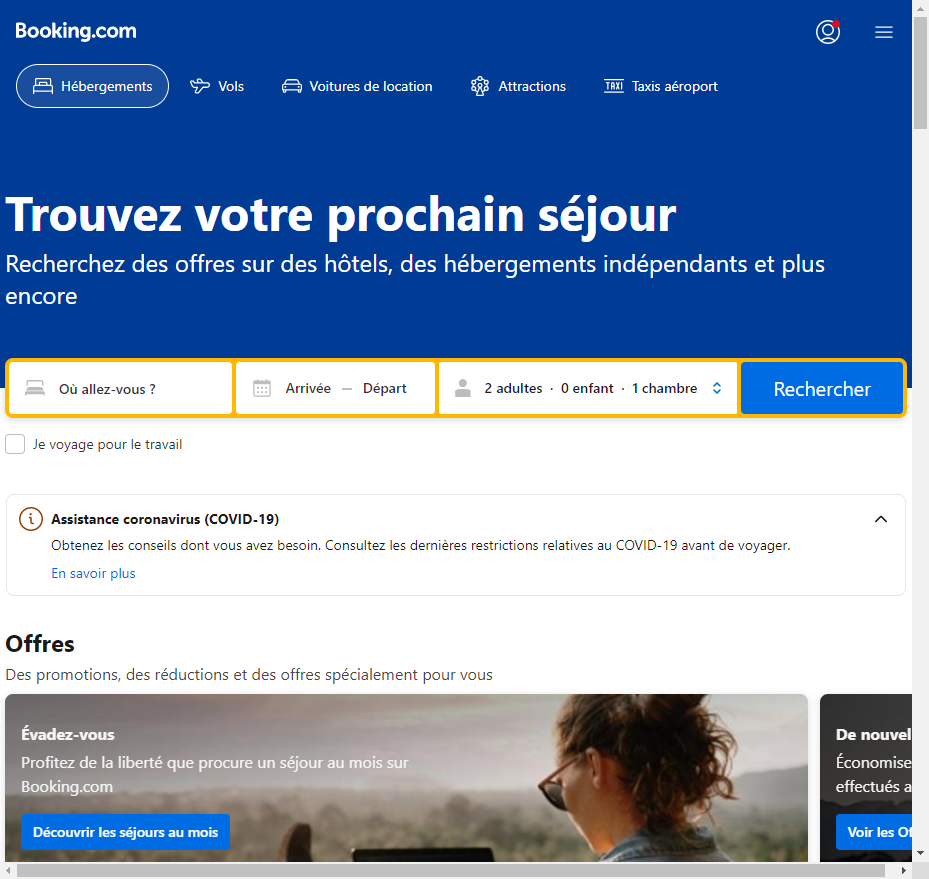 Booking.com
Hébergements
Vols
Voitures de location
Attractions
TAXI Taxis aéroport
Trouvez votre prochain séjour
Recherchez des offres sur des hôtels, des hébergements indépendants et plus
encore
Où allez-vous ?
Arrivée — Départ
2 adultes · 0 enfant · 1 chambre
Rechercher
Je voyage pour le travail
Assistance coronavirus (COVID-19)
Obtenez les conseils dont vous avez besoin. Consultez les dernières restrictions relatives au COVID-19 avant de voyager.
En savoir plus
Offres
Des promotions, des réductions et des offres spécialement pour vous
Évadez-vous
Profitez de la liberté que procure un séjour au mois sur
Booking.com
Découvrir les séjours au mois
De nouvel
Économise
effectués a
Voir les Of